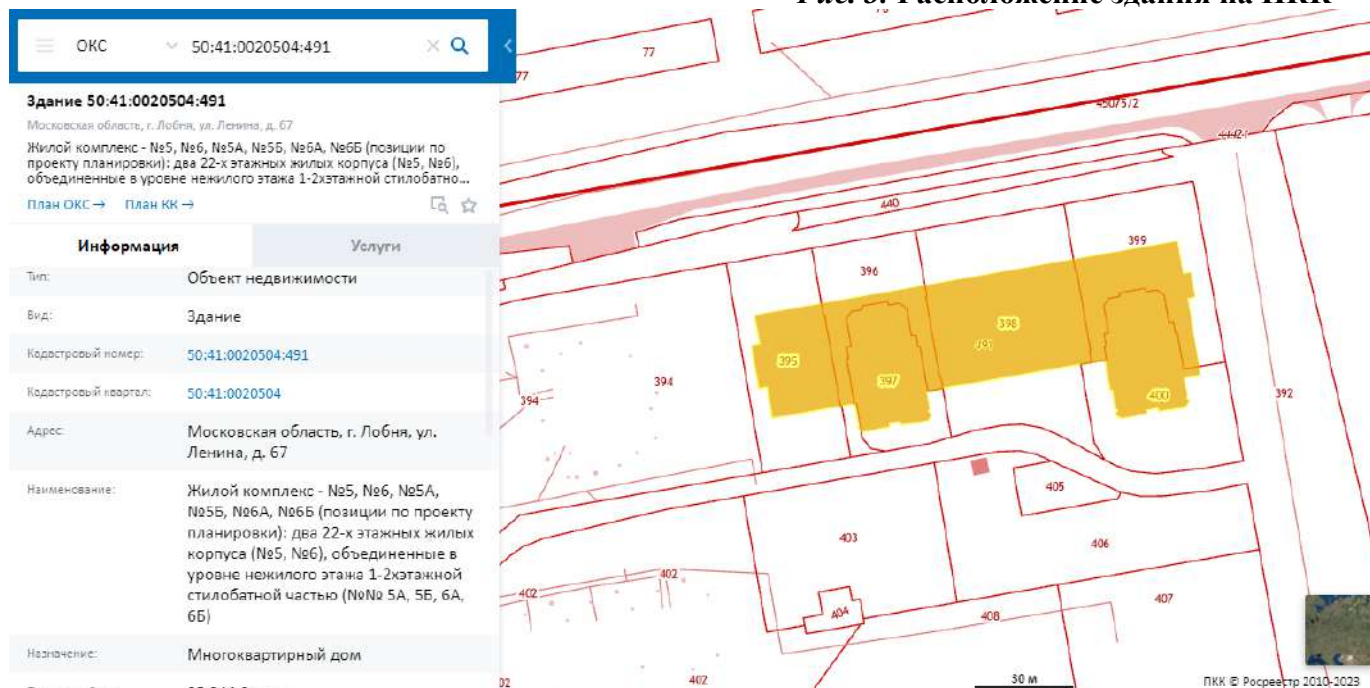 Рис. 3. Расположение здания на ПКК
ОКС 50:41:0020504:491
Здание 50:41:0020504:491
Московская область, г. Лобня, ул. Ленина, д. 67
Жилой комплекс - №5, №6, №5А, №5Б, №6А, №6Б (позиции по
проекту планировки): два 22-х этажных жилых корпуса (№5, №6),
объединенные в уровне нежилого этажа 1-2хэтажной стилобатно...
План ОКС → План КК →
Информация Услуги
Тип: Объект недвижимости
Вид: Здание
Кадастровый номер: 50:41:0020504:491
Кадастровый квартал: 50:41:0020504
Адрес: Московская область, г. Лобня, ул.
Ленина, д. 67
Наименование: Жилой комплекс - №5, №6, №5А,
№5Б, №6А, №6Б (позиции по проекту
планировки): два 22-х этажных жилых
корпуса (№5, №6), объединенные в
уровне нежилого этажа 1-2хэтажной
стилобатной частью (№№ 5А, 5Б, 6А,
6Б)
Назначение: Многоквартирный дом
77
77
440
399
396
398
491
395
397
400
394
394
392
405
403
406
402
402
404
408
407
02
402
30 м
ПКК © Росреестр 2010-2023